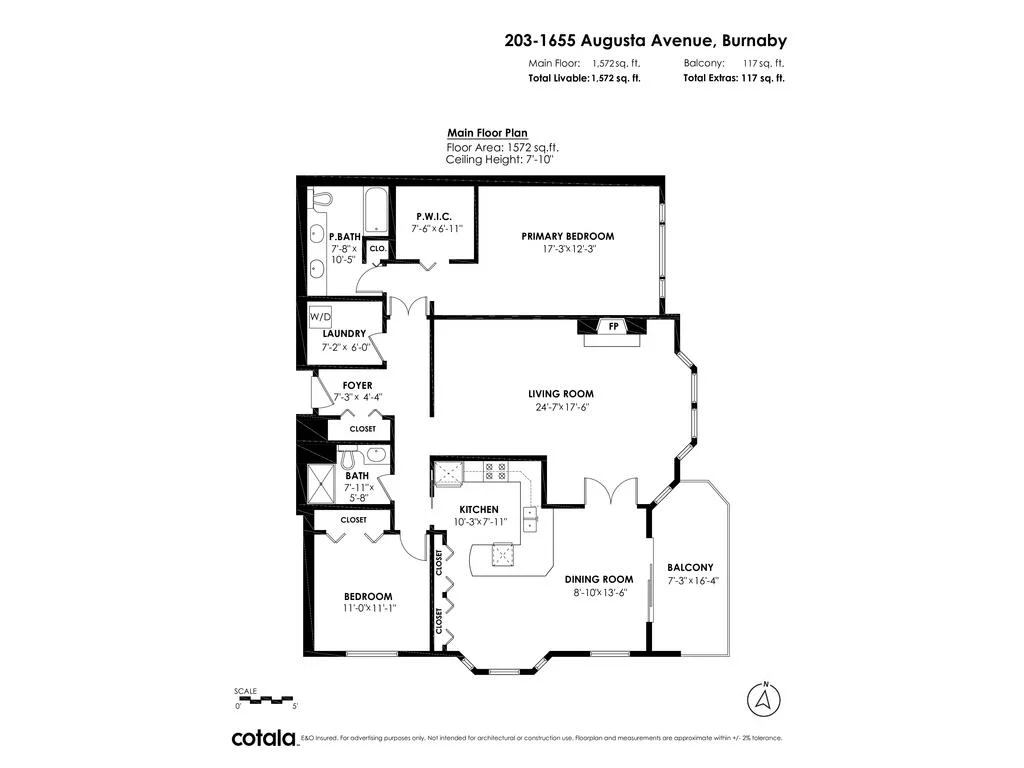 203-1655 Augusta Avenue, Burnaby
Main Floor: 1,572 sq. ft. Balcony: 117 sq. ft.
Total Livable: 1,572 sq. ft. Total Extras: 117 sq. ft.
Main Floor Plan
Floor Area: 1572 sq.ft.
Ceiling Height: 7'-10"
P.BATH
7'-8" x
10'-5"
CLO.
P.W.I.C.
7'-6" x 6'-11"
PRIMARY BEDROOM
17'-3" x 12'-3"
W/D
LAUNDRY
7'-2" x 6'-0"
FP
FOYER
7'-3" x 4'-4"
LIVING ROOM
24'-7" x 17'-6"
CLOSET
BATH
7'-11" x
5'-8"
CLOSET
KITCHEN
10'-3" x 7'-11"
CLOSET
CLOSET
BEDROOM
11'-0" x 11'-1"
DINING ROOM
8'-10" x 13'-6"
BALCONY
7'-3" x 16'-4"
SCALE
0' 5'
N
cotala
E&O Insured. For advertising purposes only. Not intended for architectural or construction use. Floorplan and measurements are approximate within +/- 2% tolerance.